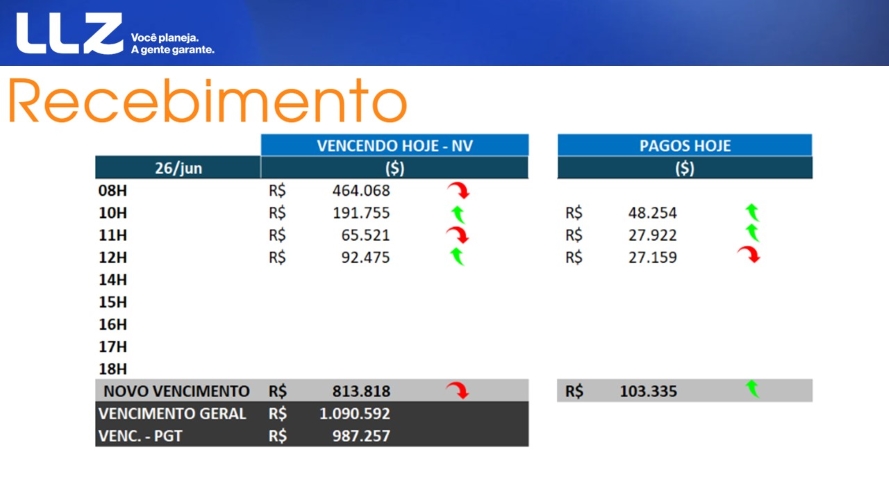 LLZ
Você planeja.
A gente garante.
Recebimento
VENCENDO HOJE - NV PAGOS HOJE
26/jun ($) ($)
08H R$ 464.068
10H R$ 191.755 R$ 48.254
11H R$ 65.521 R$ 27.922
12H R$ 92.475 R$ 27.159
14H
15H
16H
17H
18H
NOVO VENCIMENTO R$ 813.818 R$ 103.335
VENCIMENTO GERAL R$ 1.090.592
VENC. - PGT R$ 987.257